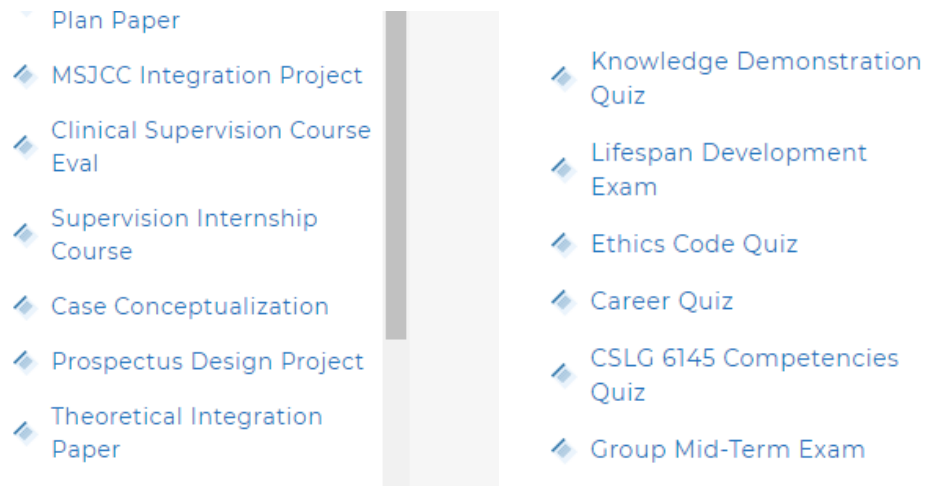 Plan Paper
MSJCC Integration Project
Clinical Supervision Course
Eval
Supervision Internship
Course
Case Conceptualization
Prospectus Design Project
Theoretical Integration
Paper
Knowledge Demonstration
Quiz
Lifespan Development
Exam
Ethics Code Quiz
Career Quiz
CSLG 6145 Competencies
Quiz
Group Mid-Term Exam